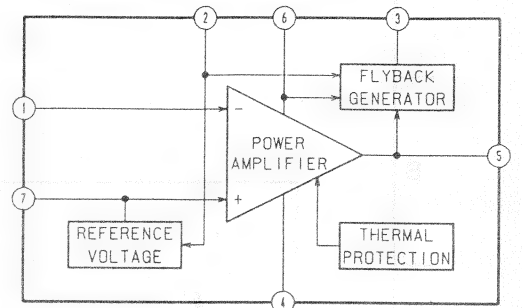 2
6
3
FLYBACK
GENERATOR
1
-
POWER
AMPLIFIER
5
7
+
REFERENCE
VOLTAGE
THERMAL
PROTECTION
4